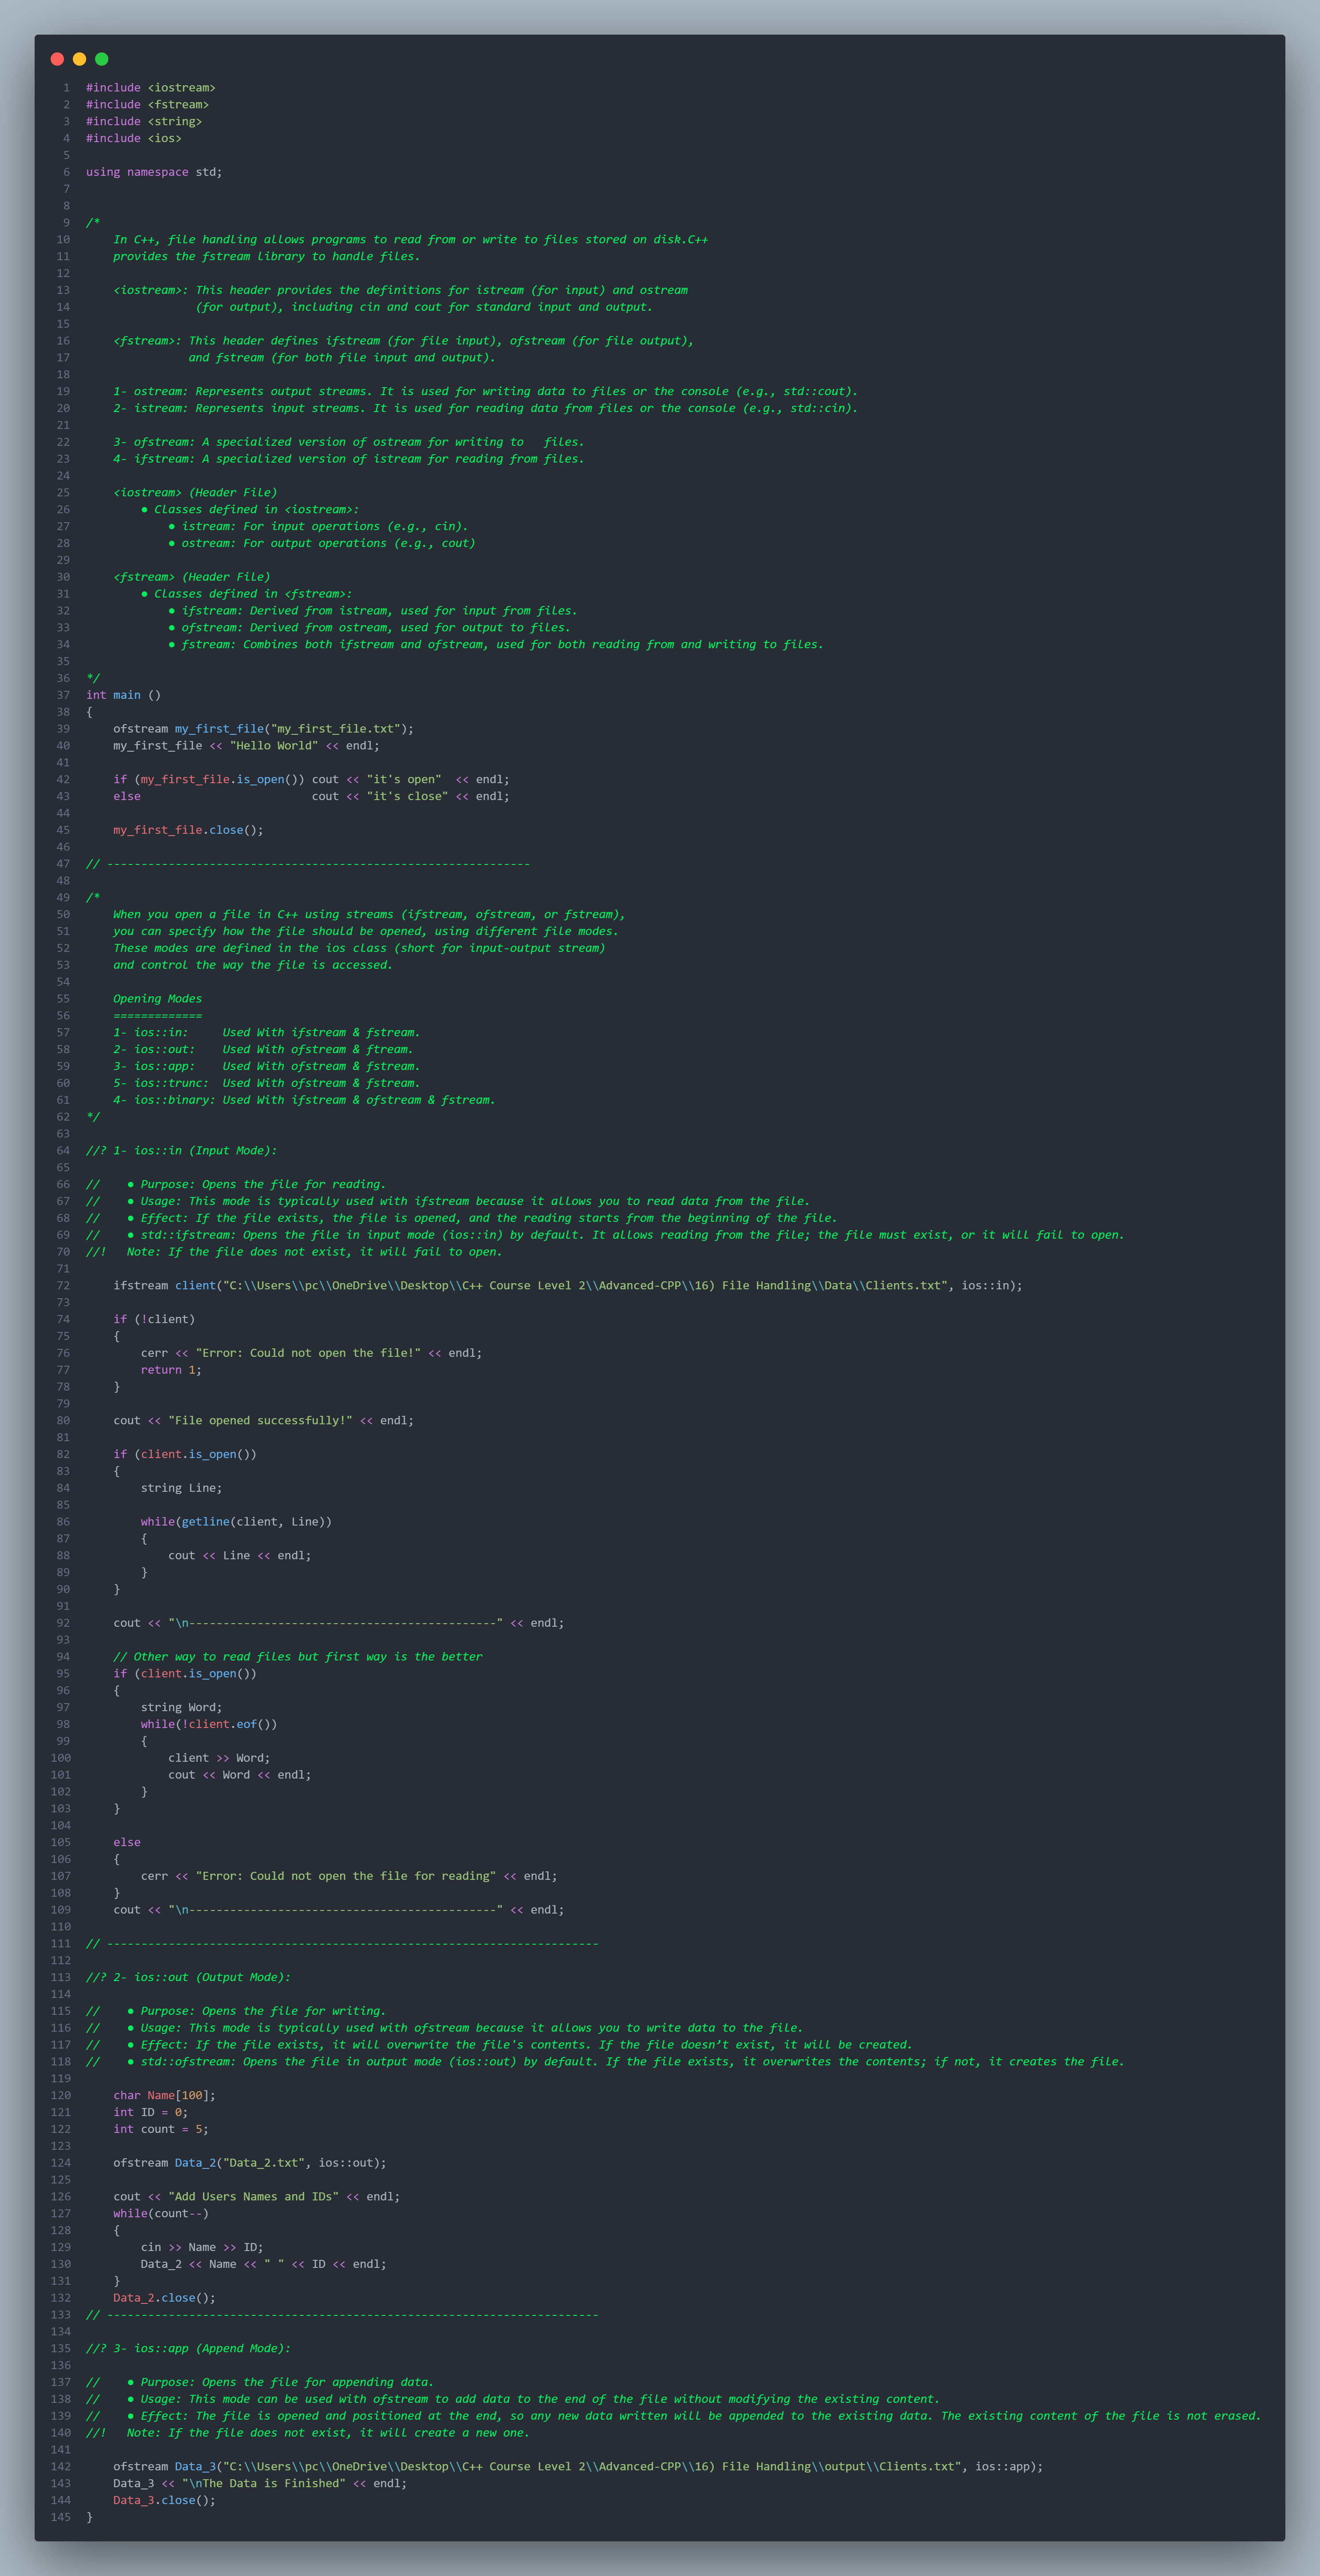 1 #include <iostream>
2 #include <fstream>
3 #include <string>
4 #include <ios>
5
6 using namespace std;
7
8
9 /*
10     In C++, file handling allows programs to read from or write to files stored on disk.C++
11     provides the fstream library to handle files.
12
13     <iostream>: This header provides the definitions for istream (for input) and ostream
14                 (for output), including cin and cout for standard input and output.
15
16     <fstream>: This header defines ifstream (for file input), ofstream (for file output),
17                and fstream (for both file input and output).
18
19     1- ostream: Represents output streams. It is used for writing data to files or the console (e.g., std::cout).
20     2- istream: Represents input streams. It is used for reading data from files or the console (e.g., std::cin).
21
22     3- ofstream: A specialized version of ostream for writing to   files.
23     4- ifstream: A specialized version of istream for reading from files.
24
25     <iostream> (Header File)
26         ● Classes defined in <iostream>:
27             ● istream: For input operations (e.g., cin).
28             ● ostream: For output operations (e.g., cout)
29
30     <fstream> (Header File)
31         ● Classes defined in <fstream>:
32             ● ifstream: Derived from istream, used for input from files.
33             ● ofstream: Derived from ostream, used for output to files.
34             ● fstream: Combines both ifstream and ofstream, used for both reading from and writing to files.
35
36 */
37 int main ()
38 {
39     ofstream my_first_file("my_first_file.txt");
40     my_first_file << "Hello World" << endl;
41
42     if (my_first_file.is_open()) cout << "it's open"  << endl;
43     else                         cout << "it's close" << endl;
44
45     my_first_file.close();
46
47 // --------------------------------------------------------------
48
49 /*
50     When you open a file in C++ using streams (ifstream, ofstream, or fstream),
51     you can specify how the file should be opened, using different file modes.
52     These modes are defined in the ios class (short for input-output stream)
53     and control the way the file is accessed.
54
55     Opening Modes
56     =============
57     1- ios::in:     Used With ifstream & fstream.
58     2- ios::out:    Used With ofstream & ftream.
59     3- ios::app:    Used With ofstream & fstream.
60     5- ios::trunc:  Used With ofstream & fstream.
61     4- ios::binary: Used With ifstream & ofstream & fstream.
62 */
63
64 //? 1- ios::in (Input Mode):
65
66 //    ● Purpose: Opens the file for reading.
67 //    ● Usage: This mode is typically used with ifstream because it allows you to read data from the file.
68 //    ● Effect: If the file exists, the file is opened, and the reading starts from the beginning of the file.
69 //    ● std::ifstream: Opens the file in input mode (ios::in) by default. It allows reading from the file; the file must exist, or it will fail to open.
70 //!   Note: If the file does not exist, it will fail to open.
71
72     ifstream client("C:\\Users\\pc\\OneDrive\\Desktop\\C++ Course Level 2\\Advanced-CPP\\16) File Handling\\Data\\Clients.txt", ios::in);
73
74     if (!client)
75     {
76         cerr << "Error: Could not open the file!" << endl;
77         return 1;
78     }
79
80     cout << "File opened successfully!" << endl;
81
82     if (client.is_open())
83     {
84         string Line;
85
86         while(getline(client, Line))
87         {
88             cout << Line << endl;
89         }
90     }
91
92     cout << "\n---------------------------------------------" << endl;
93
94     // Other way to read files but first way is the better
95     if (client.is_open())
96     {
97         string Word;
98         while(!client.eof())
99         {
100             client >> Word;
101             cout << Word << endl;
102         }
103     }
104
105     else
106     {
107         cerr << "Error: Could not open the file for reading" << endl;
108     }
109     cout << "\n---------------------------------------------" << endl;
110
111 // ------------------------------------------------------------------------
112
113 //? 2- ios::out (Output Mode):
114
115 //    ● Purpose: Opens the file for writing.
116 //    ● Usage: This mode is typically used with ofstream because it allows you to write data to the file.
117 //    ● Effect: If the file exists, it will overwrite the file's contents. If the file doesn’t exist, it will be created.
118 //    ● std::ofstream: Opens the file in output mode (ios::out) by default. If the file exists, it overwrites the contents; if not, it creates the file.
119
120     char Name[100];
121     int ID = 0;
122     int count = 5;
123
124     ofstream Data_2("Data_2.txt", ios::out);
125
126     cout << "Add Users Names and IDs" << endl;
127     while(count--)
128     {
129         cin >> Name >> ID;
130         Data_2 << Name << " " << ID << endl;
131     }
132     Data_2.close();
133 // ------------------------------------------------------------------------
134
135 //? 3- ios::app (Append Mode):
136
137 //    ● Purpose: Opens the file for appending data.
138 //    ● Usage: This mode can be used with ofstream to add data to the end of the file without modifying the existing content.
139 //    ● Effect: The file is opened and positioned at the end, so any new data written will be appended to the existing data. The existing content of the file is not erased.
140 //!   Note: If the file does not exist, it will create a new one.
141
142     ofstream Data_3("C:\\Users\\pc\\OneDrive\\Desktop\\C++ Course Level 2\\Advanced-CPP\\16) File Handling\\output\\Clients.txt", ios::app);
143     Data_3 << "\nThe Data is Finished" << endl;
144     Data_3.close();
145 }